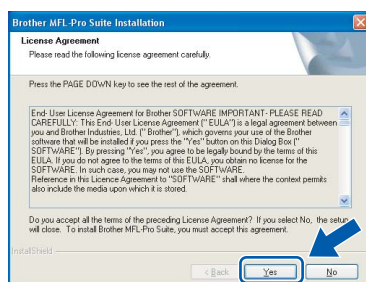 Brother MFL-Pro Suite Installation
License Agreement
Please read the following license agreement carefully.
Press the PAGE DOWN key to see the rest of the agreement.
End- User License Agreement for Brother SOFTWARE IMPORTANT- PLEASE READ
CAREFULLY: This End- User License Agreement (" EULA") is a legal agreement between
you and Brother Industries, Ltd. (" Brother"), which governs your use of the Brother
software that will be installed if you press the "Yes" button on this Dialog Box ("
SOFTWARE"). By pressing "Yes", you agree to be legally bound by the terms of this
EULA. If you do not agree to the terms of this EULA, you obtain no license for the
SOFTWARE. In such case, you may not use the SOFTWARE.
Reference in this Licence Agreement to "SOFTWARE" shall where the context permits
also include the media upon which it is stored.
Do you accept all the terms of the preceding License Agreement? If you select No, the setup
will close. To install Brother MFL-Pro Suite, you must accept this agreement.
InstallShield
< Back Yes No